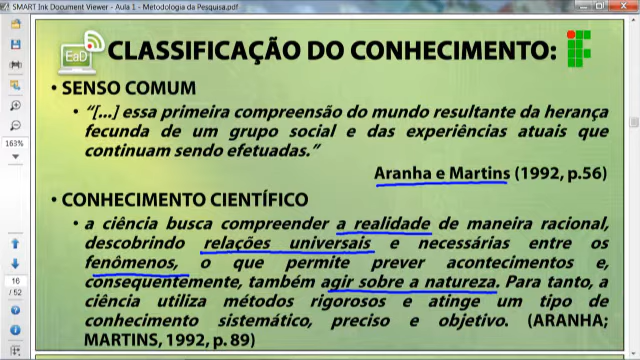 SMART Ink Document Viewer - Aula 1 - Metodologia da Pesquisa.pdf
EaD
CLASSIFICAÇÃO DO CONHECIMENTO:
• SENSO COMUM
• “[...] essa primeira compreensão do mundo resultante da herança
fecunda de um grupo social e das experiências atuais que
continuam sendo efetuadas.”
Aranha e Martins (1992, p.56)
• CONHECIMENTO CIENTÍFICO
• a ciência busca compreender a realidade de maneira racional,
descobrindo relações universais e necessárias entre os
fenômenos, o que permite prever acontecimentos e,
consequentemente, também agir sobre a natureza. Para tanto, a
ciência utiliza métodos rigorosos e atinge um tipo de
conhecimento sistemático, preciso e objetivo. (ARANHA;
MARTINS, 1992, p. 89)
163%
16
/ 52